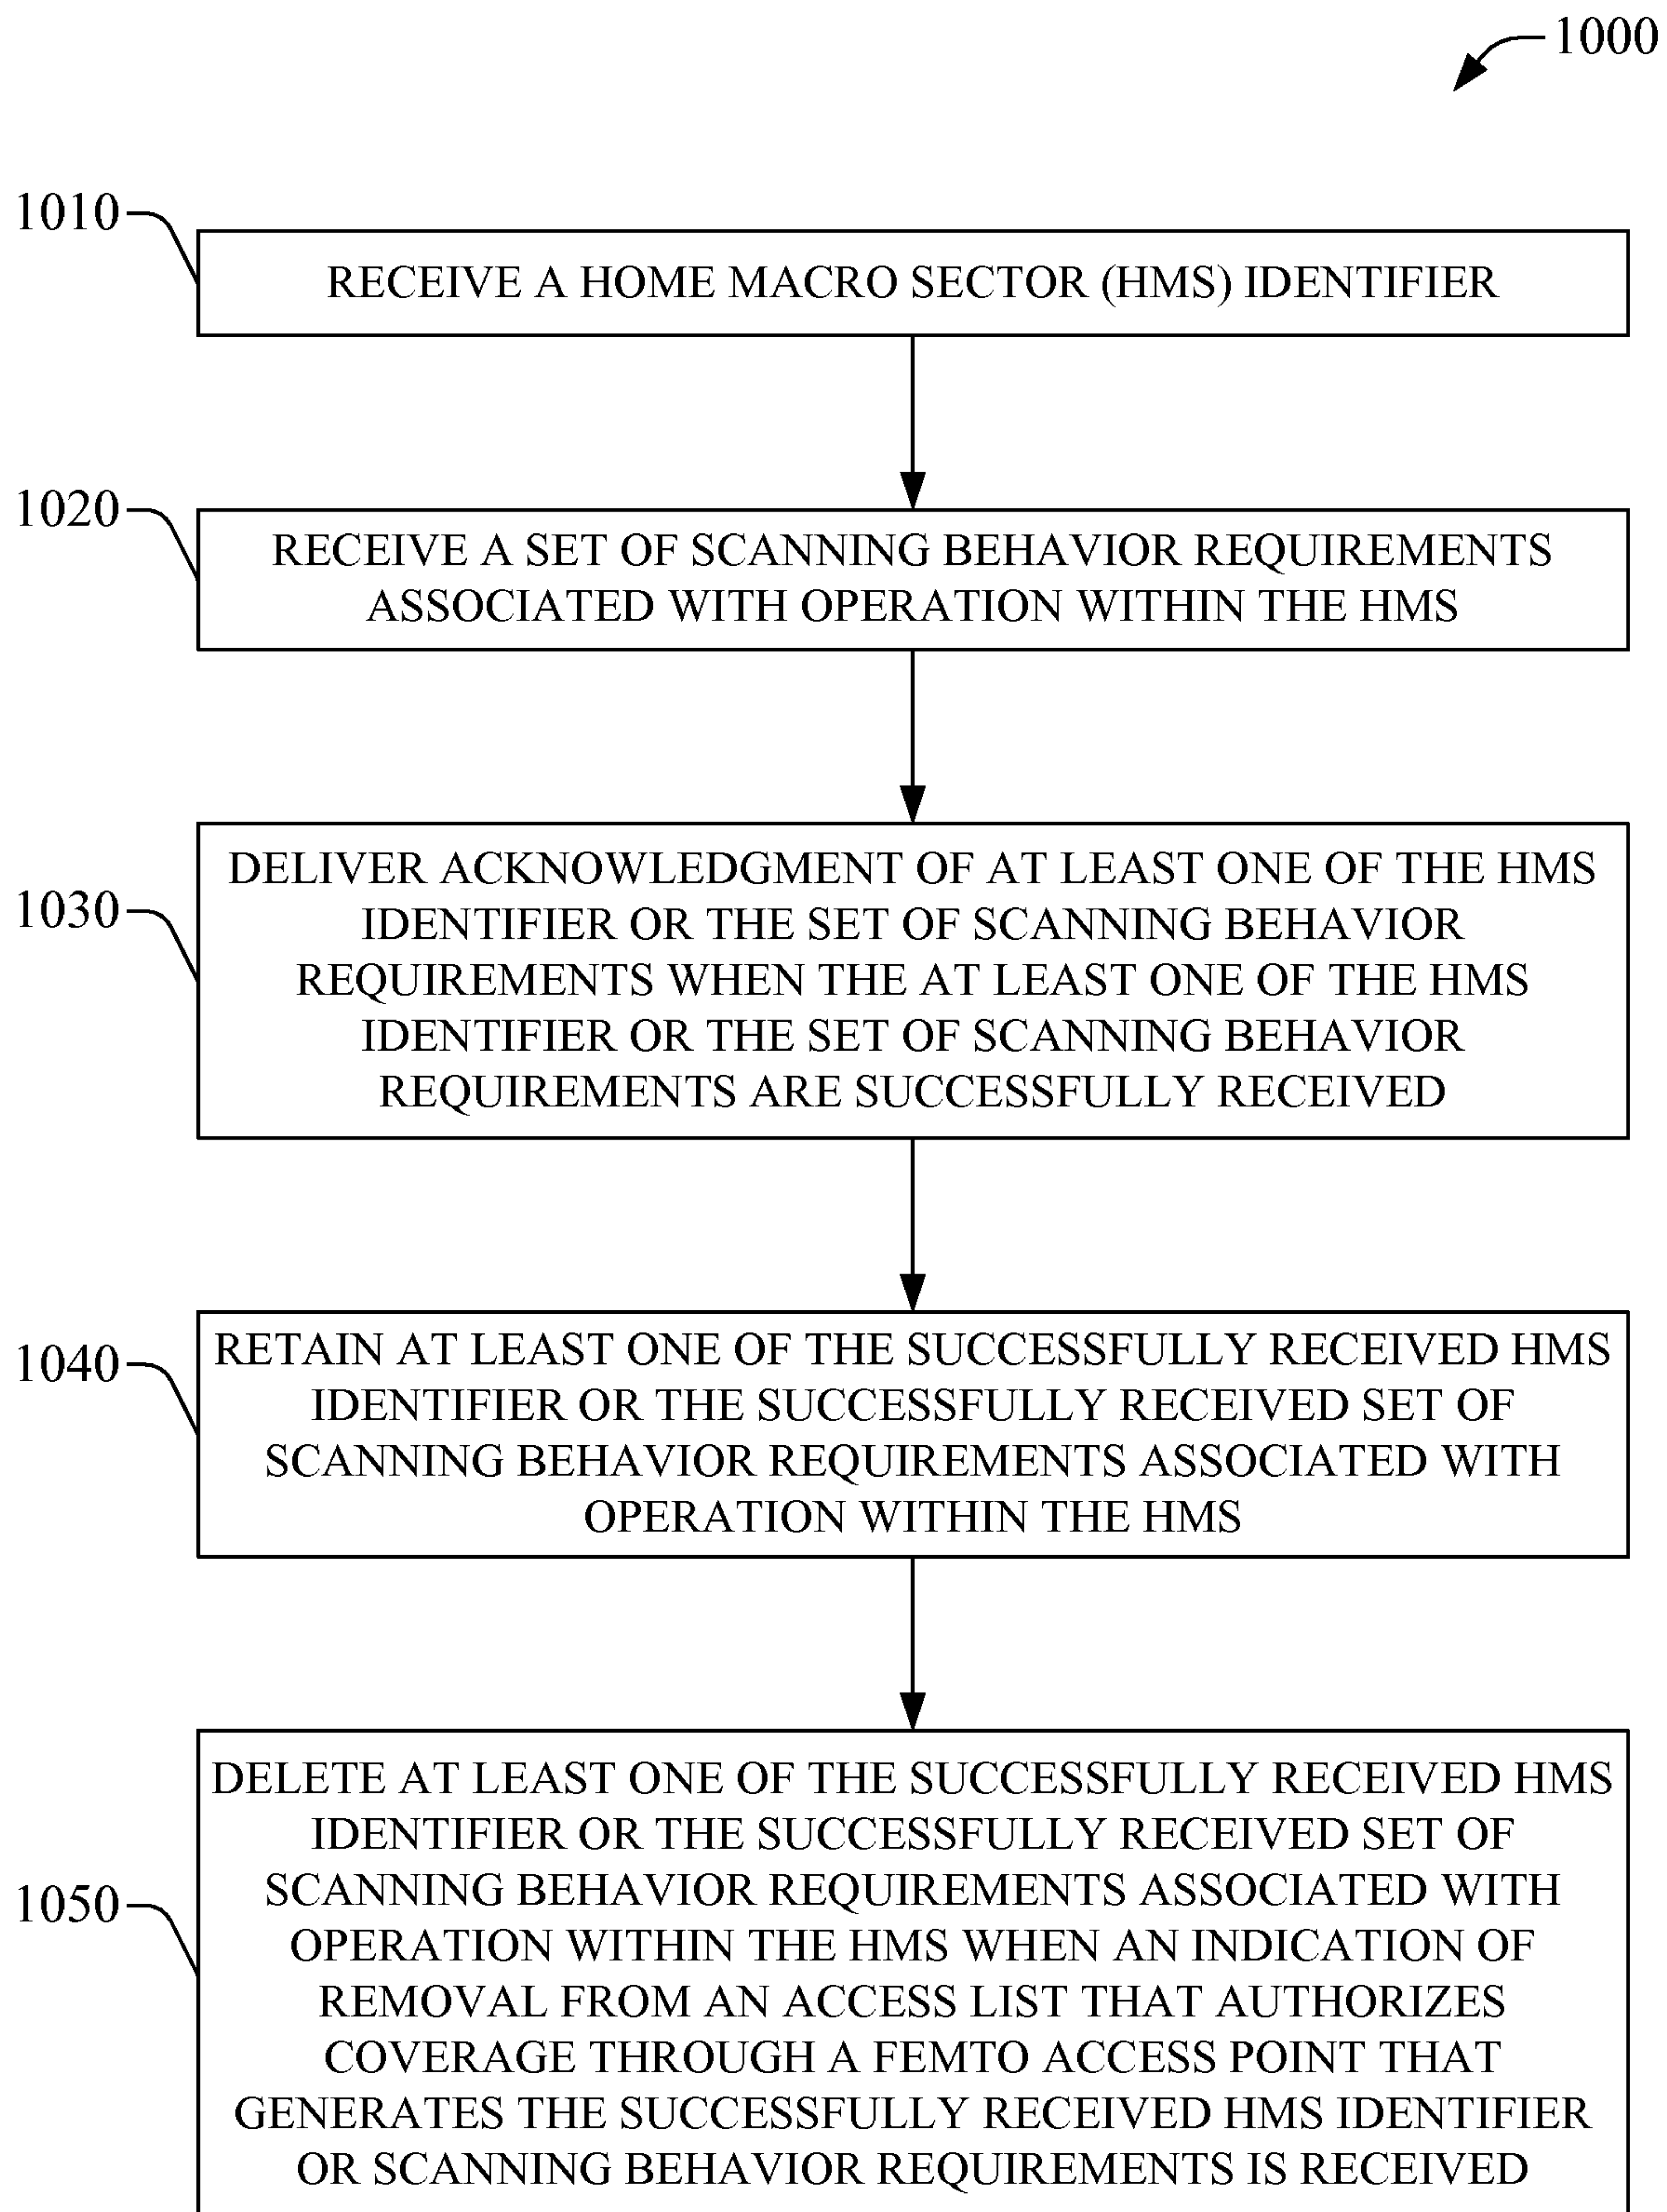 1000
1010
RECEIVE A HOME MACRO SECTOR (HMS) IDENTIFIER
1020
RECEIVE A SET OF SCANNING BEHAVIOR REQUIREMENTS
ASSOCIATED WITH OPERATION WITHIN THE HMS
1030
DELIVER ACKNOWLEDGMENT OF AT LEAST ONE OF THE HMS
IDENTIFIER OR THE SET OF SCANNING BEHAVIOR
REQUIREMENTS WHEN THE AT LEAST ONE OF THE HMS
IDENTIFIER OR THE SET OF SCANNING BEHAVIOR
REQUIREMENTS ARE SUCCESSFULLY RECEIVED
1040
RETAIN AT LEAST ONE OF THE SUCCESSFULLY RECEIVED HMS
IDENTIFIER OR THE SUCCESSFULLY RECEIVED SET OF
SCANNING BEHAVIOR REQUIREMENTS ASSOCIATED WITH
OPERATION WITHIN THE HMS
1050
DELETE AT LEAST ONE OF THE SUCCESSFULLY RECEIVED HMS
IDENTIFIER OR THE SUCCESSFULLY RECEIVED SET OF
SCANNING BEHAVIOR REQUIREMENTS ASSOCIATED WITH
OPERATION WITHIN THE HMS WHEN AN INDICATION OF
REMOVAL FROM AN ACCESS LIST THAT AUTHORIZES
COVERAGE THROUGH A FEMTO ACCESS POINT THAT
GENERATES THE SUCCESSFULLY RECEIVED HMS IDENTIFIER
OR SCANNING BEHAVIOR REQUIREMENTS IS RECEIVED